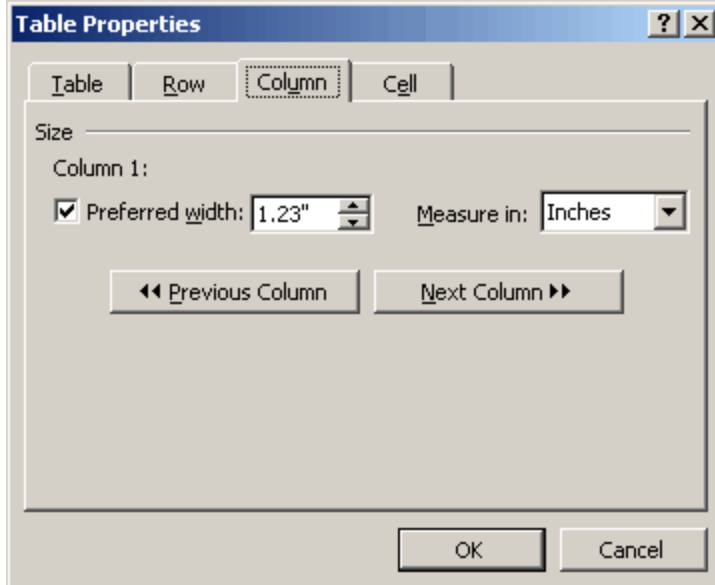 Table Properties
Table Row Column Cell
Size
Column 1:
Preferred width: 1.23" Measure in: Inches
Previous Column Next Column
OK Cancel